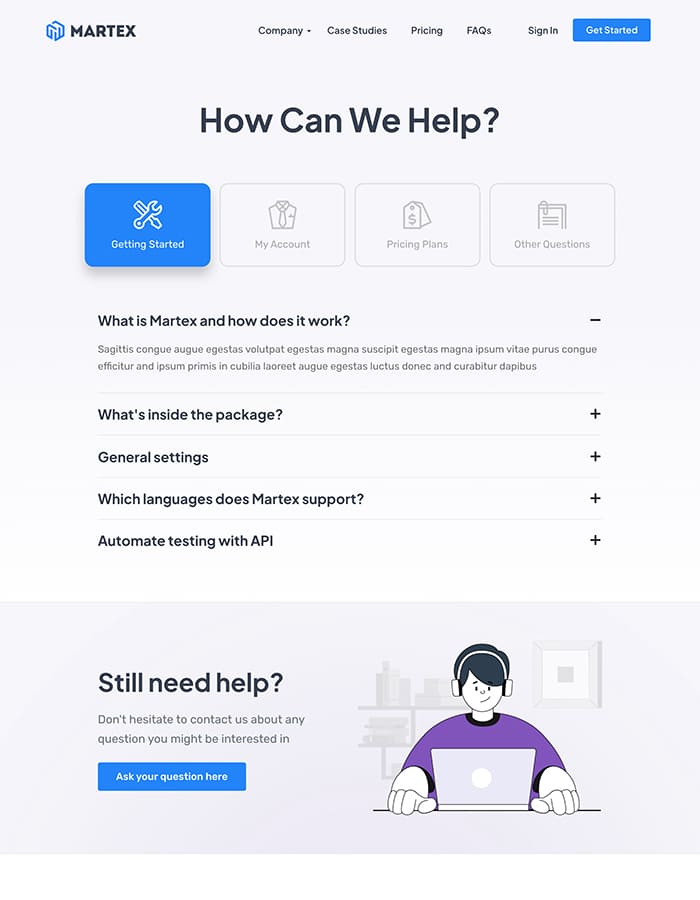 MARTEX
Company
Case Studies
Pricing
FAQs
Sign In
Get Started
How Can We Help?
Getting Started
My Account
$
Pricing Plans
Other Questions
What is Martex and how does it work?
Sagittis congue augue egestas volutpat egestas magna suscipit egestas magna ipsum vitae purus congue
efficitur and ipsum primis in cubilia laoreet augue egestas luctus donec and curabitur dapibus
What's inside the package?
General settings
Which languages does Martex support?
Automate testing with API
Still need help?
Don't hesitate to contact us about any
question you might be interested in
Ask your question here